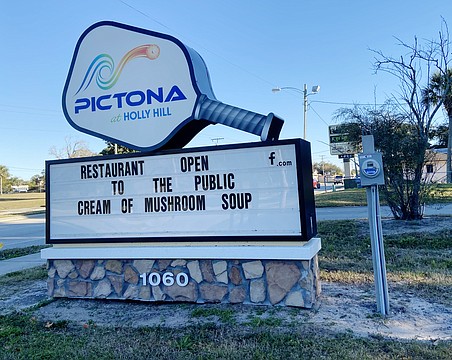 PICTONA
at HOLLY HILL
RESTAURANT OPEN
f.com
TO THE PUBLIC
CREAM OF MUSHROOM SOUP
1060